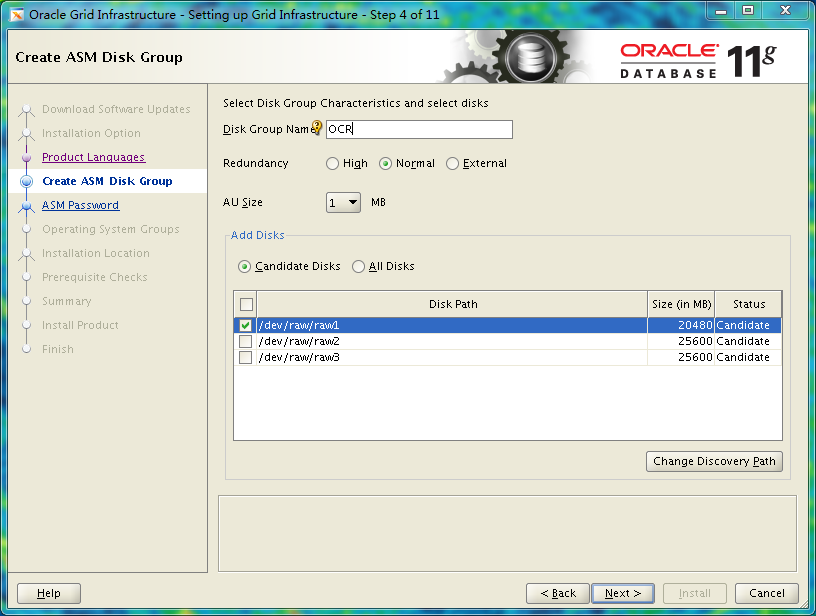 Oracle Grid Infrastructure - Setting up Grid Infrastructure - Step 4 of 11
Create ASM Disk Group
ORACLE
DATABASE 11g
Download Software Updates
Installation Option
Product Languages
Create ASM Disk Group
ASM Password
Operating System Groups
Installation Location
Prerequisite Checks
Summary
Install Product
Finish
Select Disk Group Characteristics and select disks
Disk Group Name OCR
Redundancy High Normal External
AU Size 1 MB
Add Disks
Candidate Disks All Disks
Disk Path Size (in MB) Status
/dev/raw/raw1 20480 Candidate
/dev/raw/raw2 25600 Candidate
/dev/raw/raw3 25600 Candidate
Change Discovery Path
Help < Back Next > Install Cancel